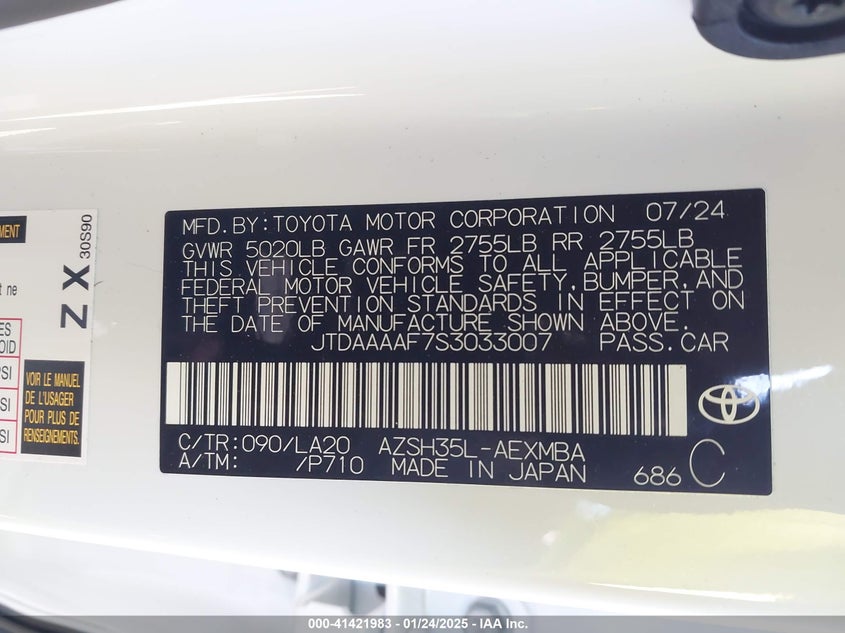 MFD.BY:TOYOTA MOTOR CORPORATION 07/24
GVWR 5020LB GAWR FR 2755LB RR 2755LB
THIS VEHICLE CONFORMS TO ALL APPLICABLE
FEDERAL MOTOR VEHICLE SAFETY,BUMPER,AND
THEFT PREVENTION STANDARDS IN EFFECT ON
THE DATE OF MANUFACTURE SHOWN ABOVE.
JTDAAAAF7S3033007 PASS.CAR
C/TR:090/LA20 AZSH35L-AEXMBA
A/TM: /P710 MADE IN JAPAN 686 C
ZX 30S90
ne
VOIR LE MANUEL
DE L'USAGER
POUR PLUS DE
RENSEIGNEMENTS.
000-41421983 / 01/24/2025 - IAA, Inc.